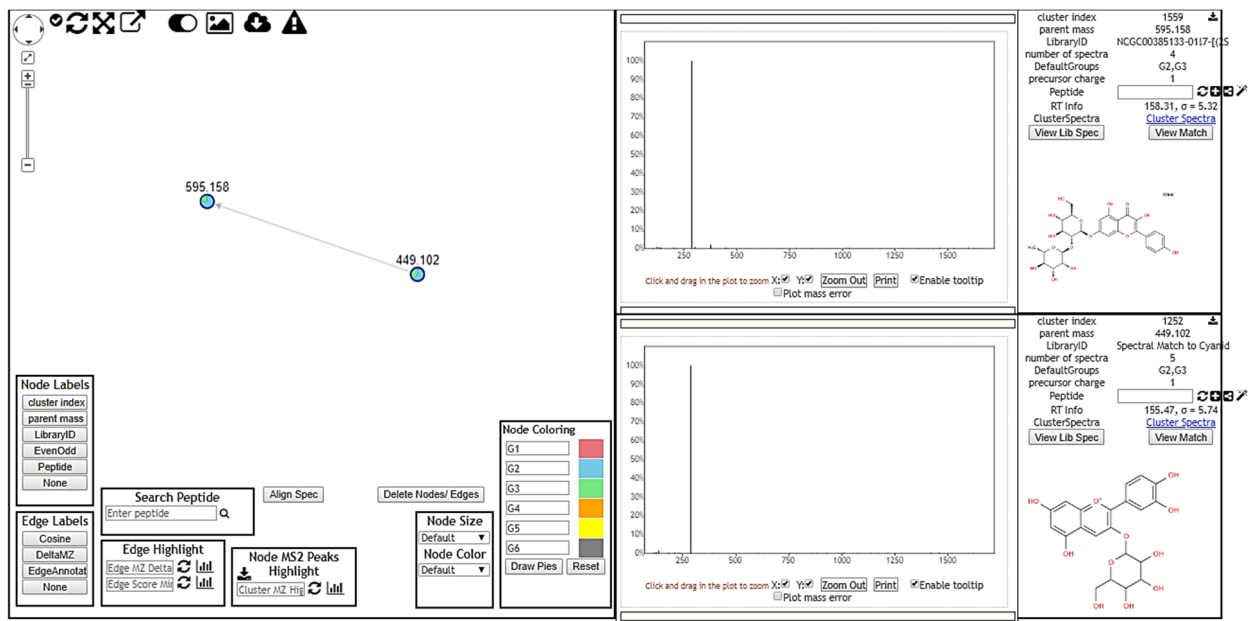 595.158
449.102
Node Labels
cluster index
parent mass
LibraryID
EvenOdd
Peptide
None
Edge Labels
Cosine
DeltaMZ
EdgeAnnotat
None
Search Peptide
Enter peptide
Align Spec
Delete Nodes/ Edges
Edge Highlight
Edge MZ Delta
Edge Score Mi
Node MS2 Peaks
Highlight
Cluster MZ Hig
Node Size
Default
Node Color
Default
Node Coloring
G1
G2
G3
G4
G5
G6
Draw Pies Reset
100%
90%
80%
70%
60%
50%
40%
30%
20%
10%
0%
250 500 750 1000 1250 1500
Click and drag in the plot to zoom X: Y: Zoom Out Print Enable tooltip
Plot mass error
cluster index 1559
parent mass 595.158
LibraryID NCGC00385133-01!7-[(2S
number of spectra 4
DefaultGroups G2,G3
precursor charge 1
Peptide
RT Info 158.31, σ = 5.32
ClusterSpectra Cluster Spectra
View Lib Spec View Match
100%
90%
80%
70%
60%
50%
40%
30%
20%
10%
0%
250 500 750 1000 1250 1500
Click and drag in the plot to zoom X: Y: Zoom Out Print Enable tooltip
Plot mass error
cluster index 1252
parent mass 449.102
LibraryID Spectral Match to Cyanid
number of spectra 5
DefaultGroups G2,G3
precursor charge 1
Peptide
RT Info 155.47, σ = 5.74
ClusterSpectra Cluster Spectra
View Lib Spec View Match
OH
HO
O+
OH
OH
O
OH
O
OH
OH
OH